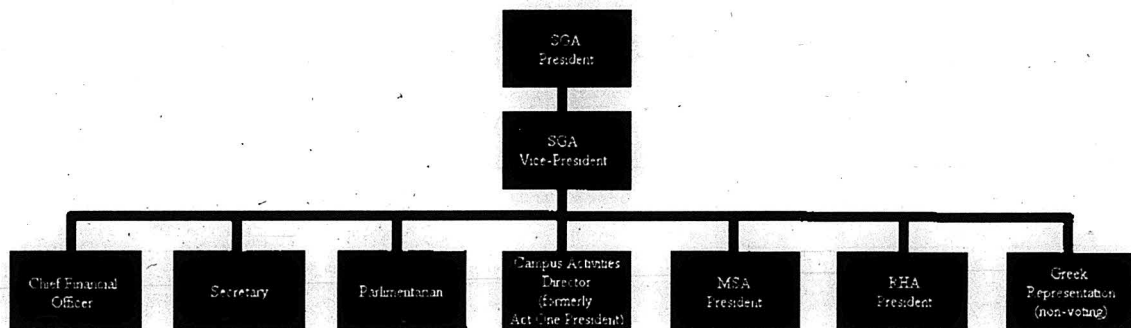 SGA
President
SGA
Vice-President
Chief Financial
Officer
Secretary
Parlimentarian
Campus Activities
Director
(formerly
Act One President)
MSA
President
RHA
President
Greek
Representation
(non-voting)